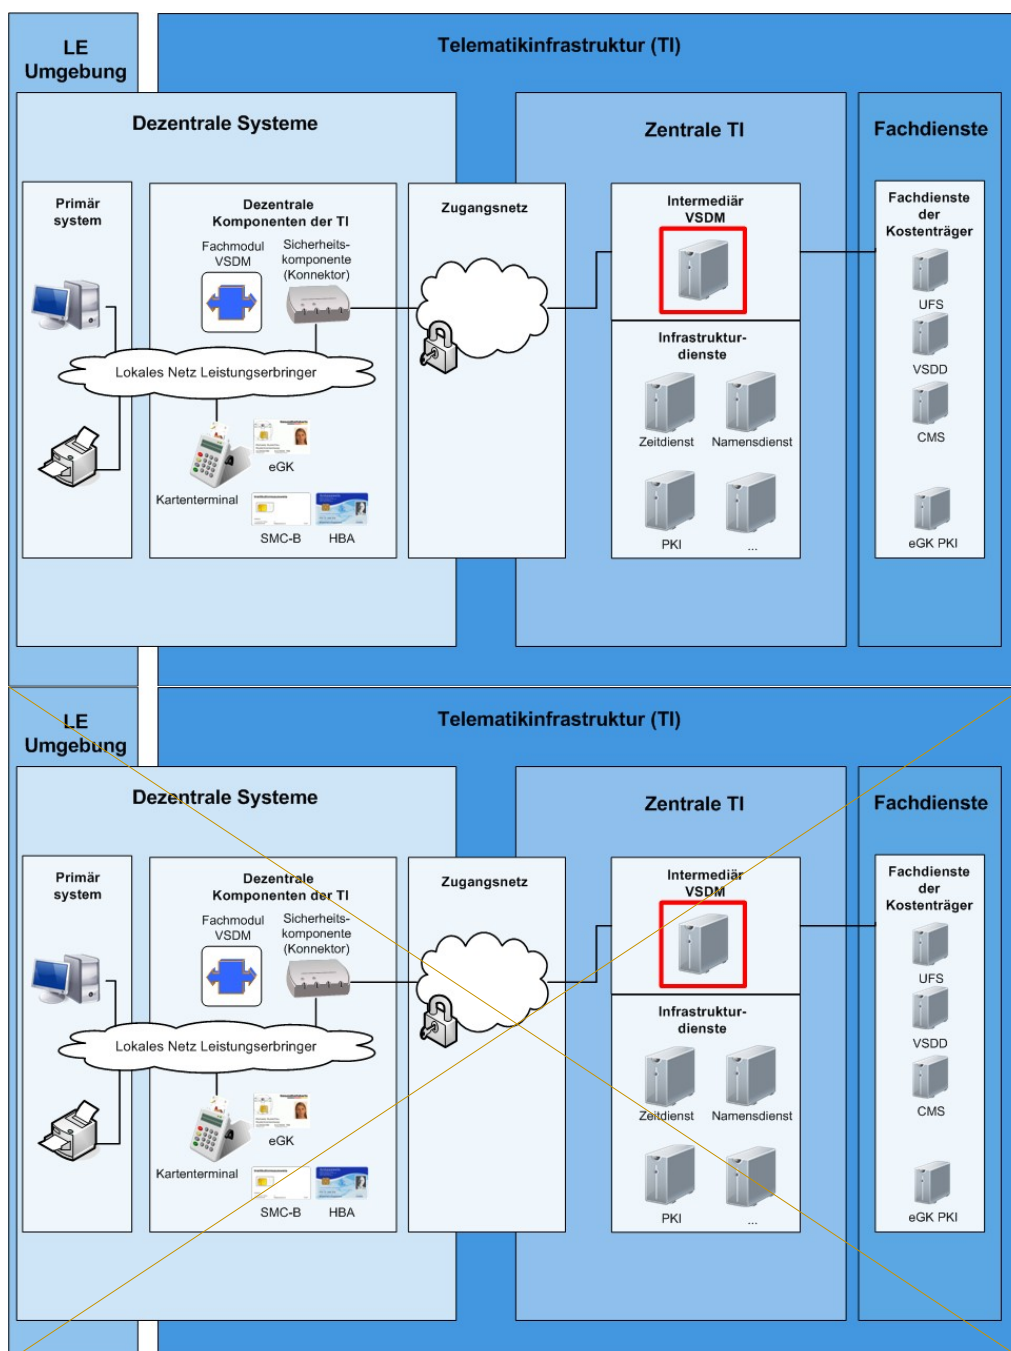 LE
Umgebung
Telematikinfrastruktur (TI)
Dezentrale Systeme
Zentrale TI
Fachdienste
Primär
system
Dezentrale
Komponenten der TI
Fachmodul
VSDM
Sicherheits-
komponente
(Konnektor)
Zugangsnetz
Intermediär
VSDM
Fachdienste
der
Kostenträger
UFS
VSDD
CMS
eGK PKI
Infrastruktur-
dienste
Zeitdienst
Namensdienst
PKI
...
Lokales Netz Leistungserbringer
eGK
Kartenterminal
SMC-B
HBA
LE
Umgebung
Telematikinfrastruktur (TI)
Dezentrale Systeme
Zentrale TI
Fachdienste
Primär
system
Dezentrale
Komponenten der TI
Fachmodul
VSDM
Sicherheits-
komponente
(Konnektor)
Zugangsnetz
Intermediär
VSDM
Fachdienste
der
Kostenträger
UFS
VSDD
CMS
eGK PKI
Infrastruktur-
dienste
Zeitdienst
Namensdienst
PKI
...
Lokales Netz Leistungserbringer
eGK
Kartenterminal
SMC-B
HBA